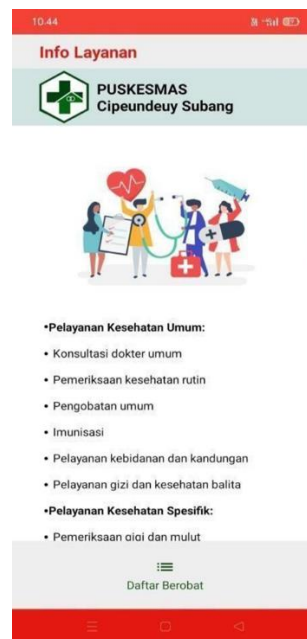 10.44
Info Layanan
PUSKESMAS
Cipeundeuy Subang
•Pelayanan Kesehatan Umum:
• Konsultasi dokter umum
• Pemeriksaan kesehatan rutin
• Pengobatan umum
• Imunisasi
• Pelayanan kebidanan dan kandungan
• Pelayanan gizi dan kesehatan balita
•Pelayanan Kesehatan Spesifik:
• Pemeriksaan gigi dan mulut
Daftar Berobat